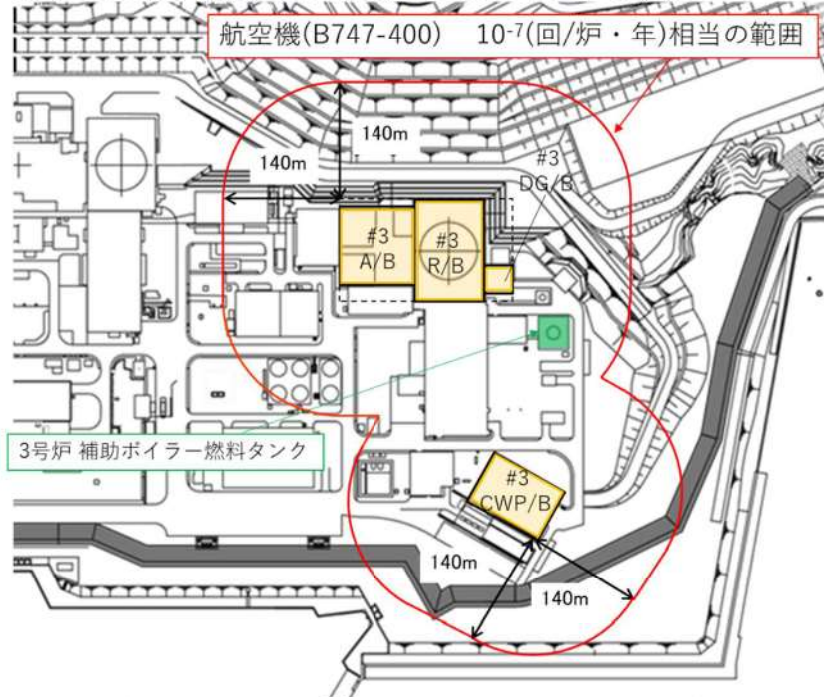 航空機(B747-400) 10⁻⁷(回/炉・年)相当の範囲
140m
140m
#3
DG/B
#3
A/B
#3
R/B
3号炉 補助ボイラー燃料タンク
#3
CWP/B
140m
140m